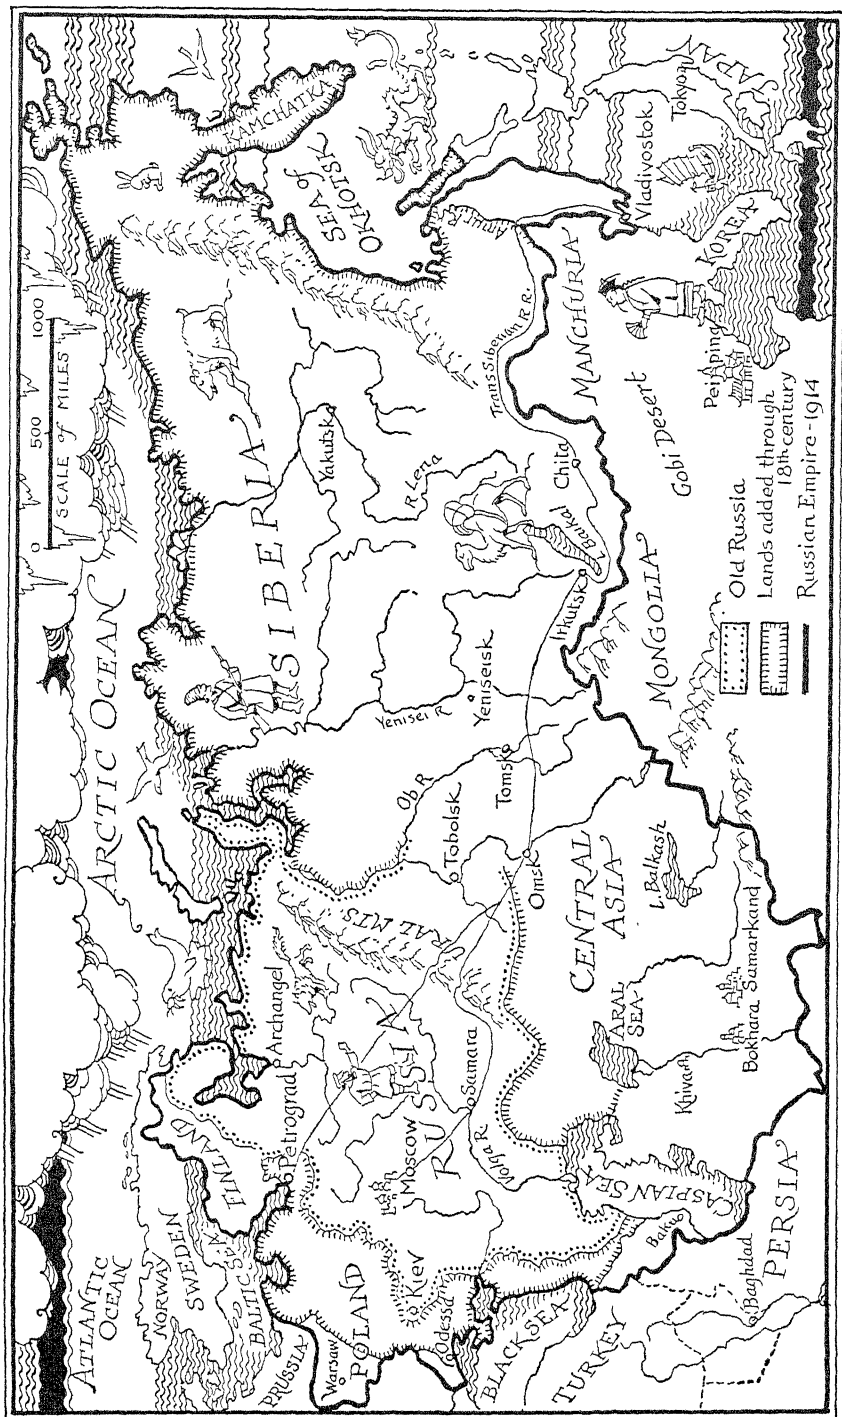 ATLANTIC
OCEAN
ARCTIC OCEAN
0 500 1000
SCALE of MILES
NORWAY
SWEDEN
BALTIC SEA
FINLAND
PRUSSIA
Warsaw
POLAND
Petrograd
Archangel
Moscow
RUSSIA
Kiev
Odessa
BLACK SEA
TURKEY
Samara
Volga R.
URAL MTS.
Ob R
Tobolsk
Tomsk
Omsk
Yenisei R
Yeniseisk
SIBERIA
Yakutsk
R Lena
Irkutsk
L Baikal
Chita
Trans Siberian R.R.
KAMCHATKA
SEA of
OKHOTSK
Vladivostok
Tokyo
JAPAN
KOREA
MANCHURIA
Peiping
Gobi Desert
MONGOLIA
CENTRAL
ASIA
L. Balkash
ARAL
SEA
Khiva
Bokhara
Samarkand
CASPIAN SEA
Baku
Baghdad
PERSIA
Old Russia
Lands added through
18th century
Russian Empire - 1914